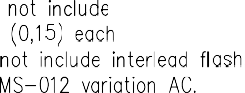 not include
(0,15) each
not include interlead flash
MS-012 variation AC.